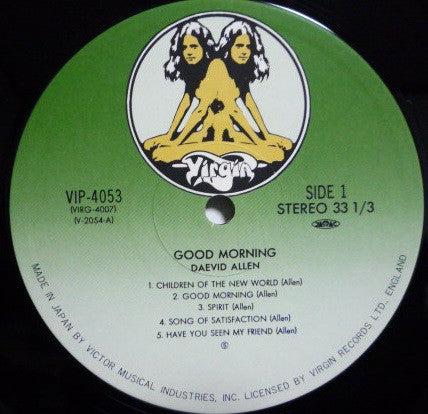 Virgin
VIP-4053
(VIRG-4007)
(V-2054-A)
SIDE 1
STEREO 33 1/3
GOOD MORNING
DAEVID ALLEN
1. CHILDREN OF THE NEW WORLD (Allen)
2. GOOD MORNING (Allen)
3. SPIRIT (Allen)
4. SONG OF SATISFACTION (Allen)
5. HAVE YOU SEEN MY FRIEND (Allen)
Ⓢ
MADE IN JAPAN BY VICTOR MUSICAL INDUSTRIES, INC. LICENSED BY VIRGIN RECORDS LTD. ENGLAND